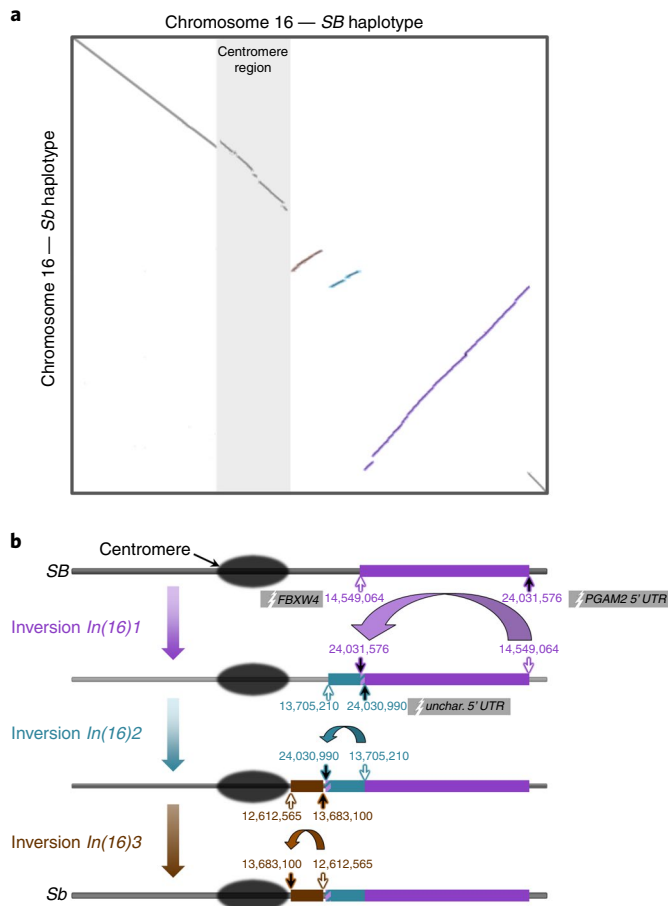 a
Chromosome 16 — SB haplotype
Centromere
region
Chromosome 16 — Sb haplotype
b
Centromere
SB
FBXW4 14,549,064 24,031,576 PGAM2 5' UTR
Inversion In(16)1
24,031,576 14,549,064
13,705,210 24,030,990 unchar. 5' UTR
Inversion In(16)2
24,030,990 13,705,210
12,612,565 13,683,100
Inversion In(16)3
13,683,100 12,612,565
Sb